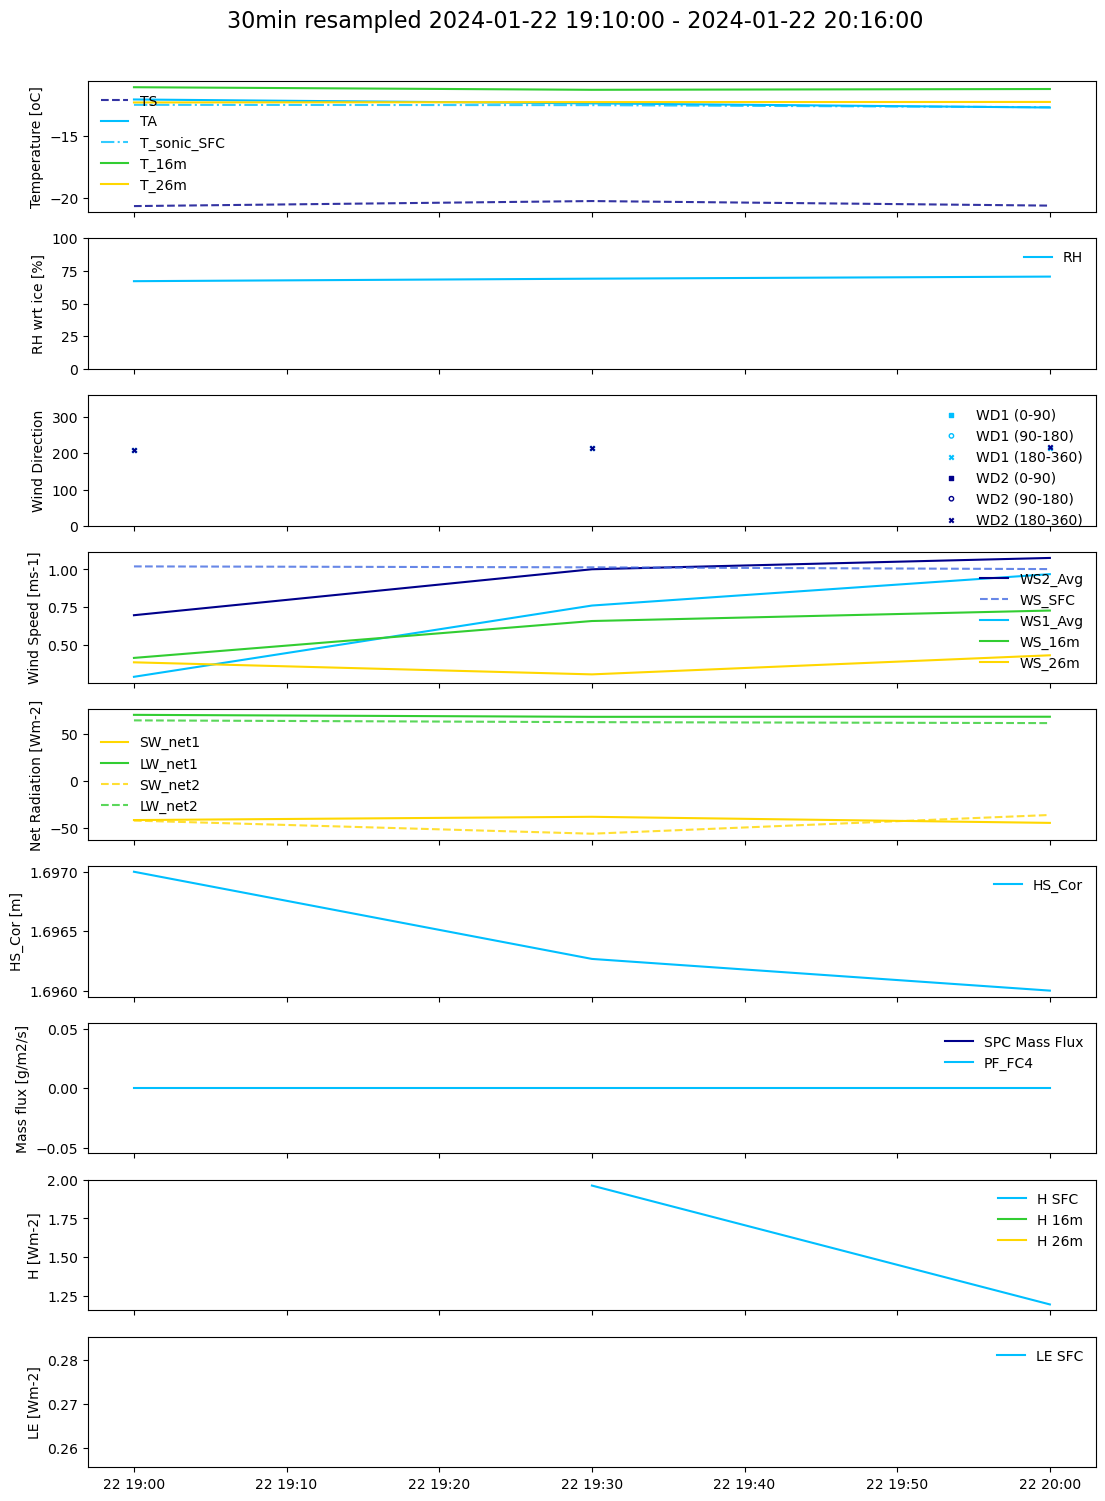 30min resampled 2024-01-22 19:10:00 - 2024-01-22 20:16:00
Temperature [oC]
−15
−20
TS
TA
T_sonic_SFC
T_16m
T_26m
RH wrt ice [%]
100
75
50
25
0
RH
Wind Direction
300
200
100
0
WD1 (0-90)
WD1 (90-180)
WD1 (180-360)
WD2 (0-90)
WD2 (90-180)
WD2 (180-360)
Wind Speed [ms-1]
1.00
0.75
0.50
WS2_Avg
WS_SFC
WS1_Avg
WS_16m
WS_26m
Net Radiation [Wm-2]
50
0
−50
SW_net1
LW_net1
SW_net2
LW_net2
HS_Cor [m]
1.6970
1.6965
1.6960
HS_Cor
Mass flux [g/m2/s]
0.05
0.00
−0.05
SPC Mass Flux
PF_FC4
H [Wm-2]
2.00
1.75
1.50
1.25
H SFC
H 16m
H 26m
LE [Wm-2]
0.28
0.27
0.26
LE SFC
22 19:00 22 19:10 22 19:20 22 19:30 22 19:40 22 19:50 22 20:00